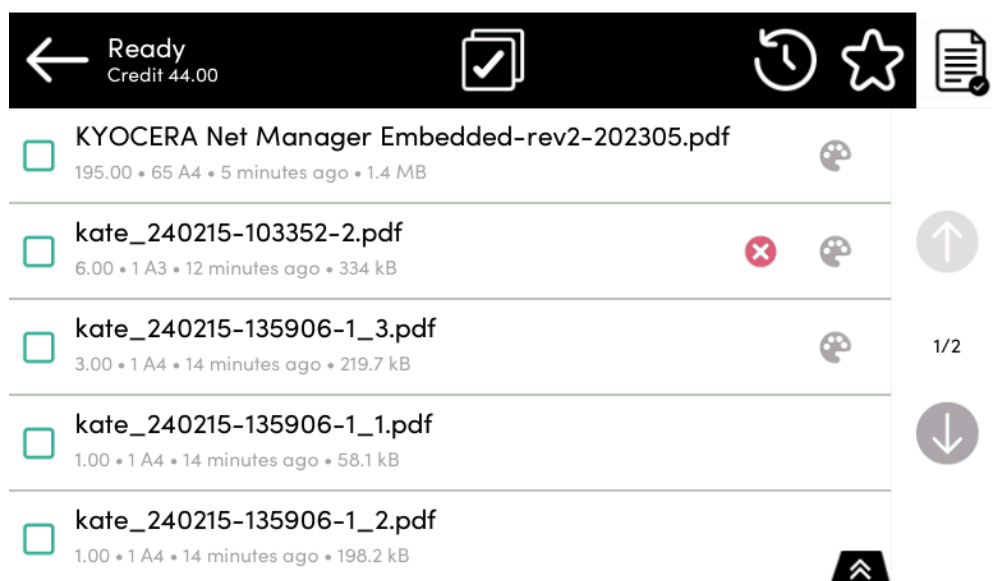 Ready
Credit 44.00
KYOCERA Net Manager Embedded-rev2-202305.pdf
195.00 • 65 A4 • 5 minutes ago • 1.4 MB
kate_240215-103352-2.pdf
6.00 • 1 A3 • 12 minutes ago • 334 kB
kate_240215-135906-1_3.pdf
3.00 • 1 A4 • 14 minutes ago • 219.7 kB
1/2
kate_240215-135906-1_1.pdf
1.00 • 1 A4 • 14 minutes ago • 58.1 kB
kate_240215-135906-1_2.pdf
1.00 • 1 A4 • 14 minutes ago • 198.2 kB